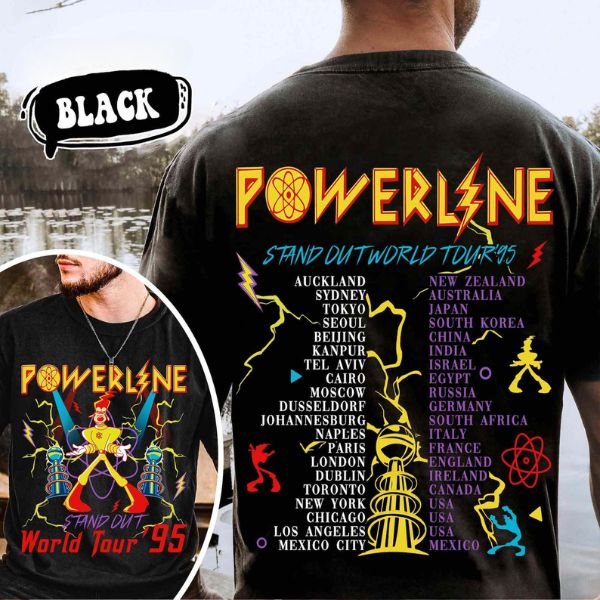 BLACK
POWERLINE
STAND OUT WORLD TOUR '95
AUCKLAND NEW ZEALAND
SYDNEY AUSTRALIA
TOKYO JAPAN
SEOUL SOUTH KOREA
BEIJING CHINA
KANPUR INDIA
TEL AVIV ISRAEL
CAIRO EGYPT
MOSCOW RUSSIA
DUSSELDORF GERMANY
JOHANNESBURG SOUTH AFRICA
NAPLES ITALY
PARIS FRANCE
LONDON ENGLAND
DUBLIN IRELAND
TORONTO CANADA
NEW YORK USA
CHICAGO USA
LOS ANGELES USA
MEXICO CITY MEXICO
POWERLINE
STAND OUT
World Tour '95